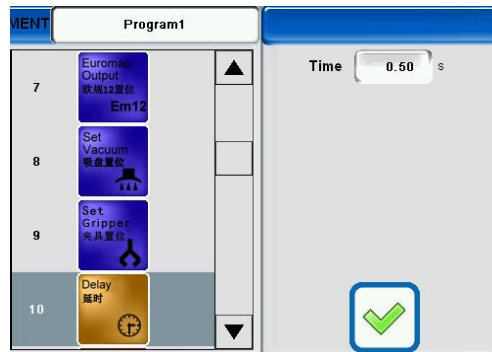 MENT
Program1
7
Euromap
Output
欧规12置位
Em12
8
Set
Vacuum
吸盘置位
9
Set
Gripper
夹具置位
10
Delay
延时
Time 0.50 s